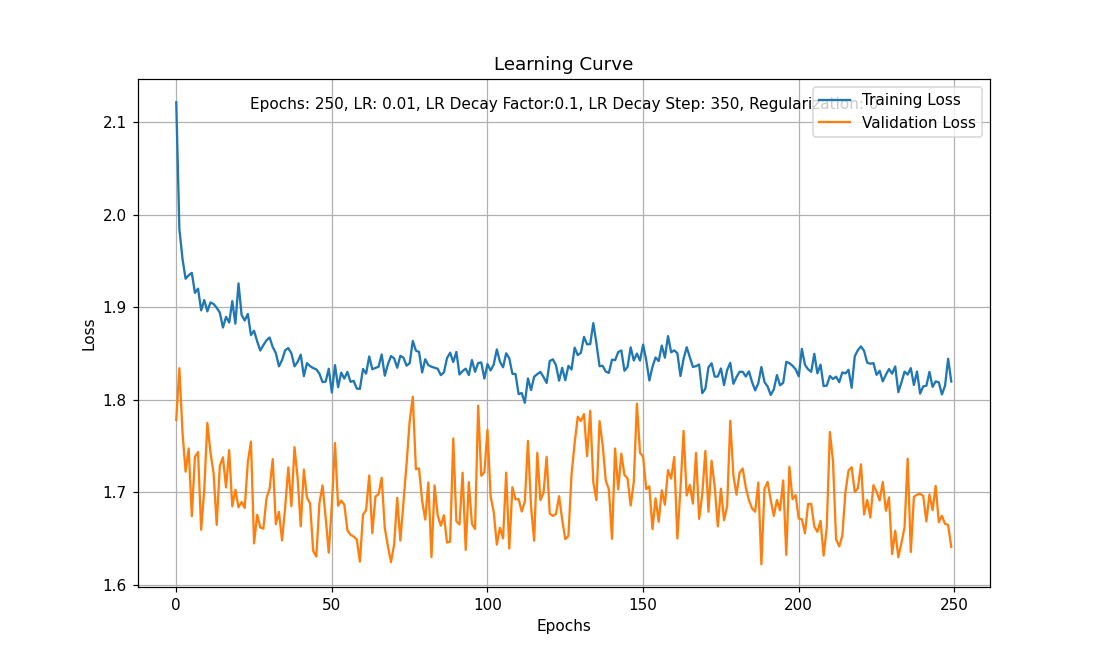 Learning Curve
Epochs: 250, LR: 0.01, LR Decay Factor:0.1, LR Decay Step: 350, Regularization: 0
Training Loss
Validation Loss
2.1
2.0
1.9
1.8
1.7
1.6
Loss
0 50 100 150 200 250
Epochs